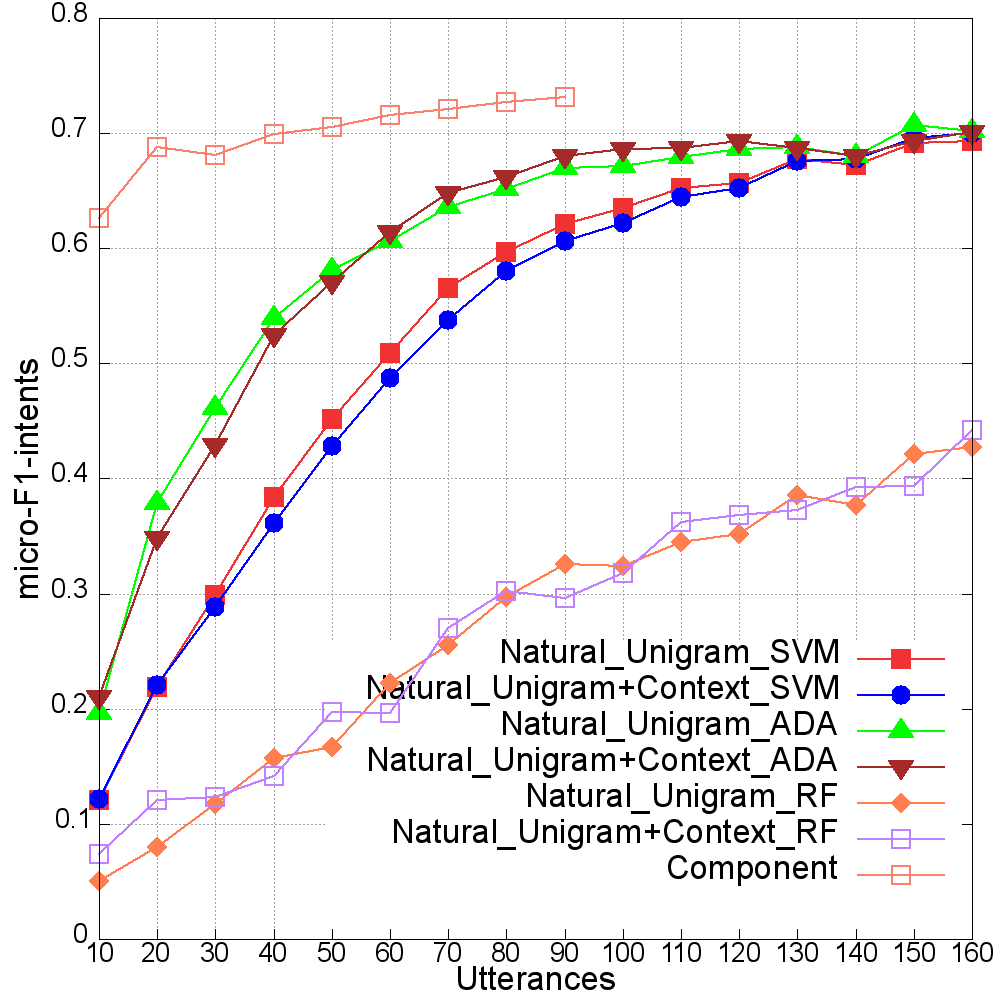 0.8
0.7
0.6
0.5
0.4
0.3
0.2
0.1
0
micro-F1-intents
Natural_Unigram_SVM
Natural_Unigram+Context_SVM
Natural_Unigram_ADA
Natural_Unigram+Context_ADA
Natural_Unigram_RF
Natural_Unigram+Context_RF
Component
10 20 30 40 50 60 70 80 90 100 110 120 130 140 150 160
Utterances